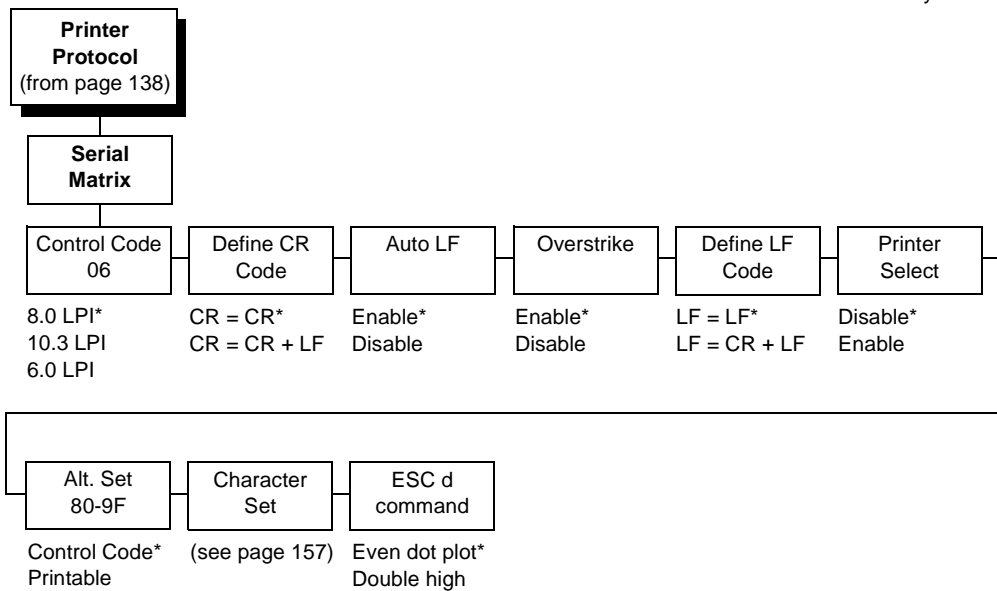 Printer
Protocol
(from page 138)
Serial
Matrix
Control Code
06
Define CR
Code
Auto LF
Overstrike
Define LF
Code
Printer
Select
8.0 LPI*
10.3 LPI
6.0 LPI
CR = CR*
CR = CR + LF
Enable*
Disable
Enable*
Disable
LF = LF*
LF = CR + LF
Disable*
Enable
Alt. Set
80-9F
Character
Set
ESC d
command
Control Code*
Printable
(see page 157)
Even dot plot*
Double high